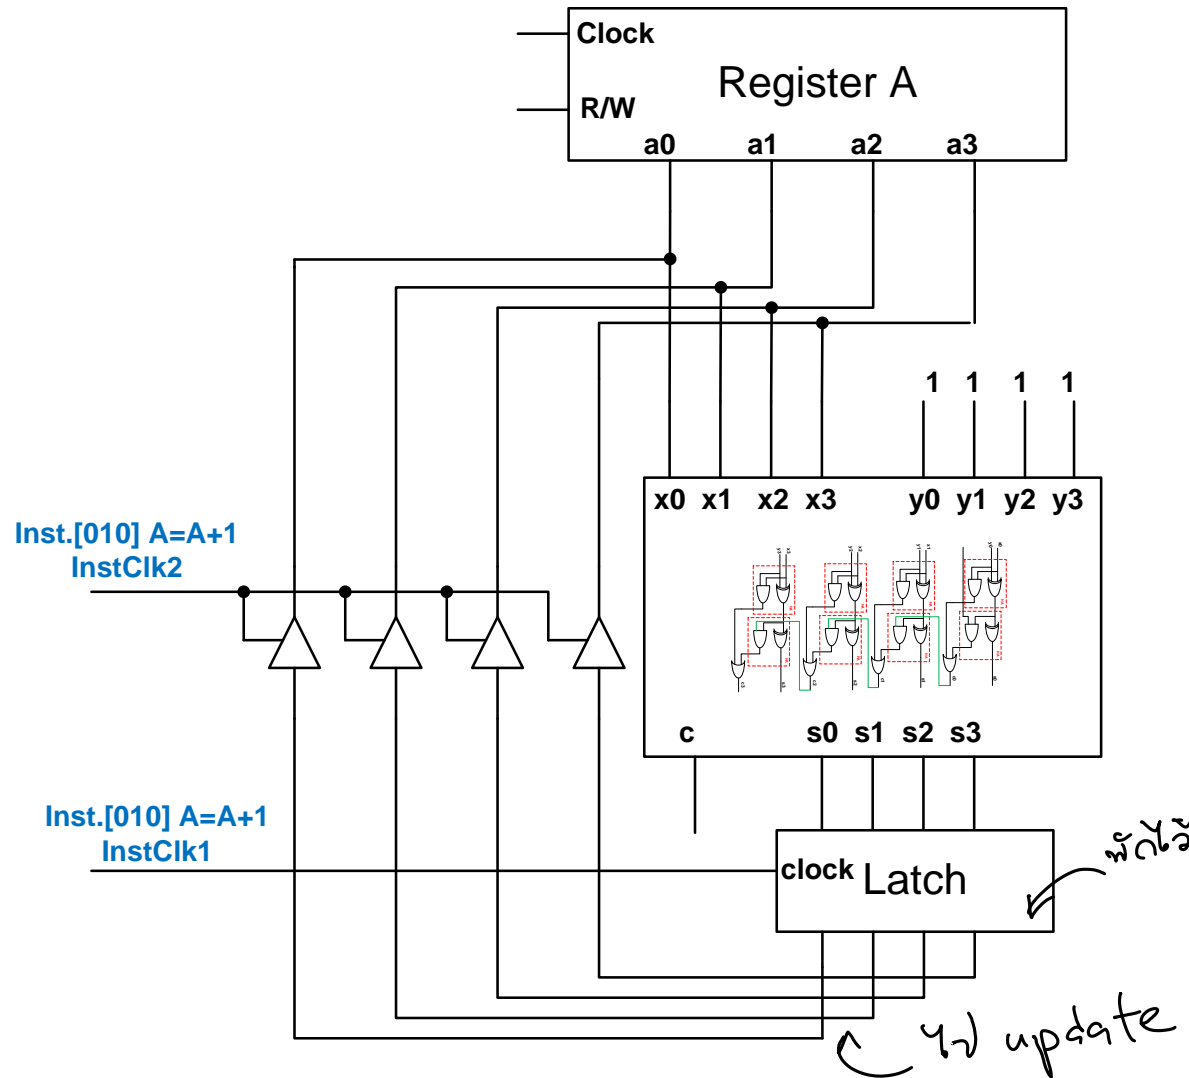 Clock
Register A
R/W
a0 a1 a2 a3
1 1 1 1
x0 x1 x2 x3 y0 y1 y2 y3
Inst.[010] A=A+1
InstClk2
c s0 s1 s2 s3
Inst.[010] A=A+1
InstClk1
clock Latch
พักไว้
ไป update